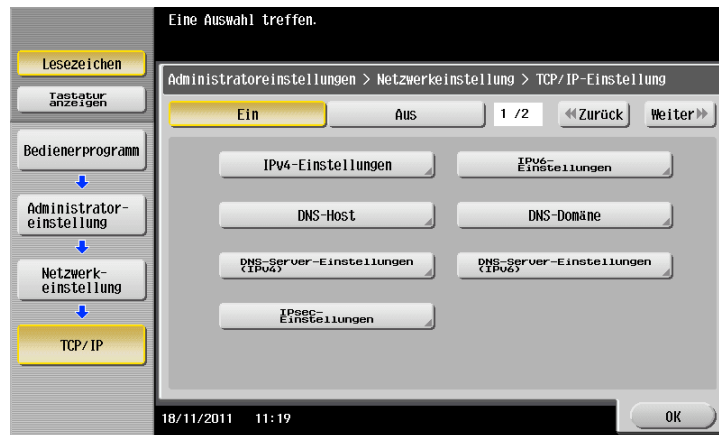 Eine Auswahl treffen.
Lesezeichen
Tastatur
anzeigen
Bedienerprogramm
Administrator-
einstellung
Netzwerk-
einstellung
TCP/IP
Administratoreinstellungen > Netzwerkeinstellung > TCP/IP-Einstellung
Ein
Aus
1 /2
Zurück
Weiter
IPv4-Einstellungen
IPv6-
Einstellungen
DNS-Host
DNS-Domäne
DNS-Server-Einstellungen
(IPv4)
DNS-Server-Einstellungen
(IPv6)
IPsec-
Einstellungen
18/11/2011 11:19
OK